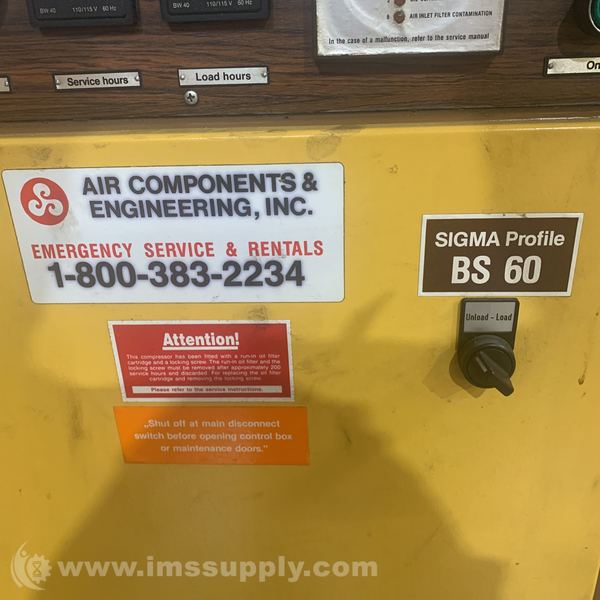 BW 40 110/115 V 60 Hz
BW 40 110/115 V 60 Hz
AIR INLET FILTER CONTAMINATION
In the case of a malfunction, refer to the service manual
Service hours
Load hours
On
AIR COMPONENTS &
ENGINEERING, INC.
EMERGENCY SERVICE & RENTALS
1-800-383-2234
SIGMA Profile
BS 60
Unload - Load
Attention!
This compressor has been fitted with a run-in oil filter
cartridge and a locking screw. The run-in oil filter and the
locking screw must be removed after approximately 200
service hours and discarded. For replacing the oil filter
cartridge and removing the locking screw.
Please refer to the service instructions.
„Shut off at main disconnect
switch before opening control box
or maintenance doors.”
www.imssupply.com